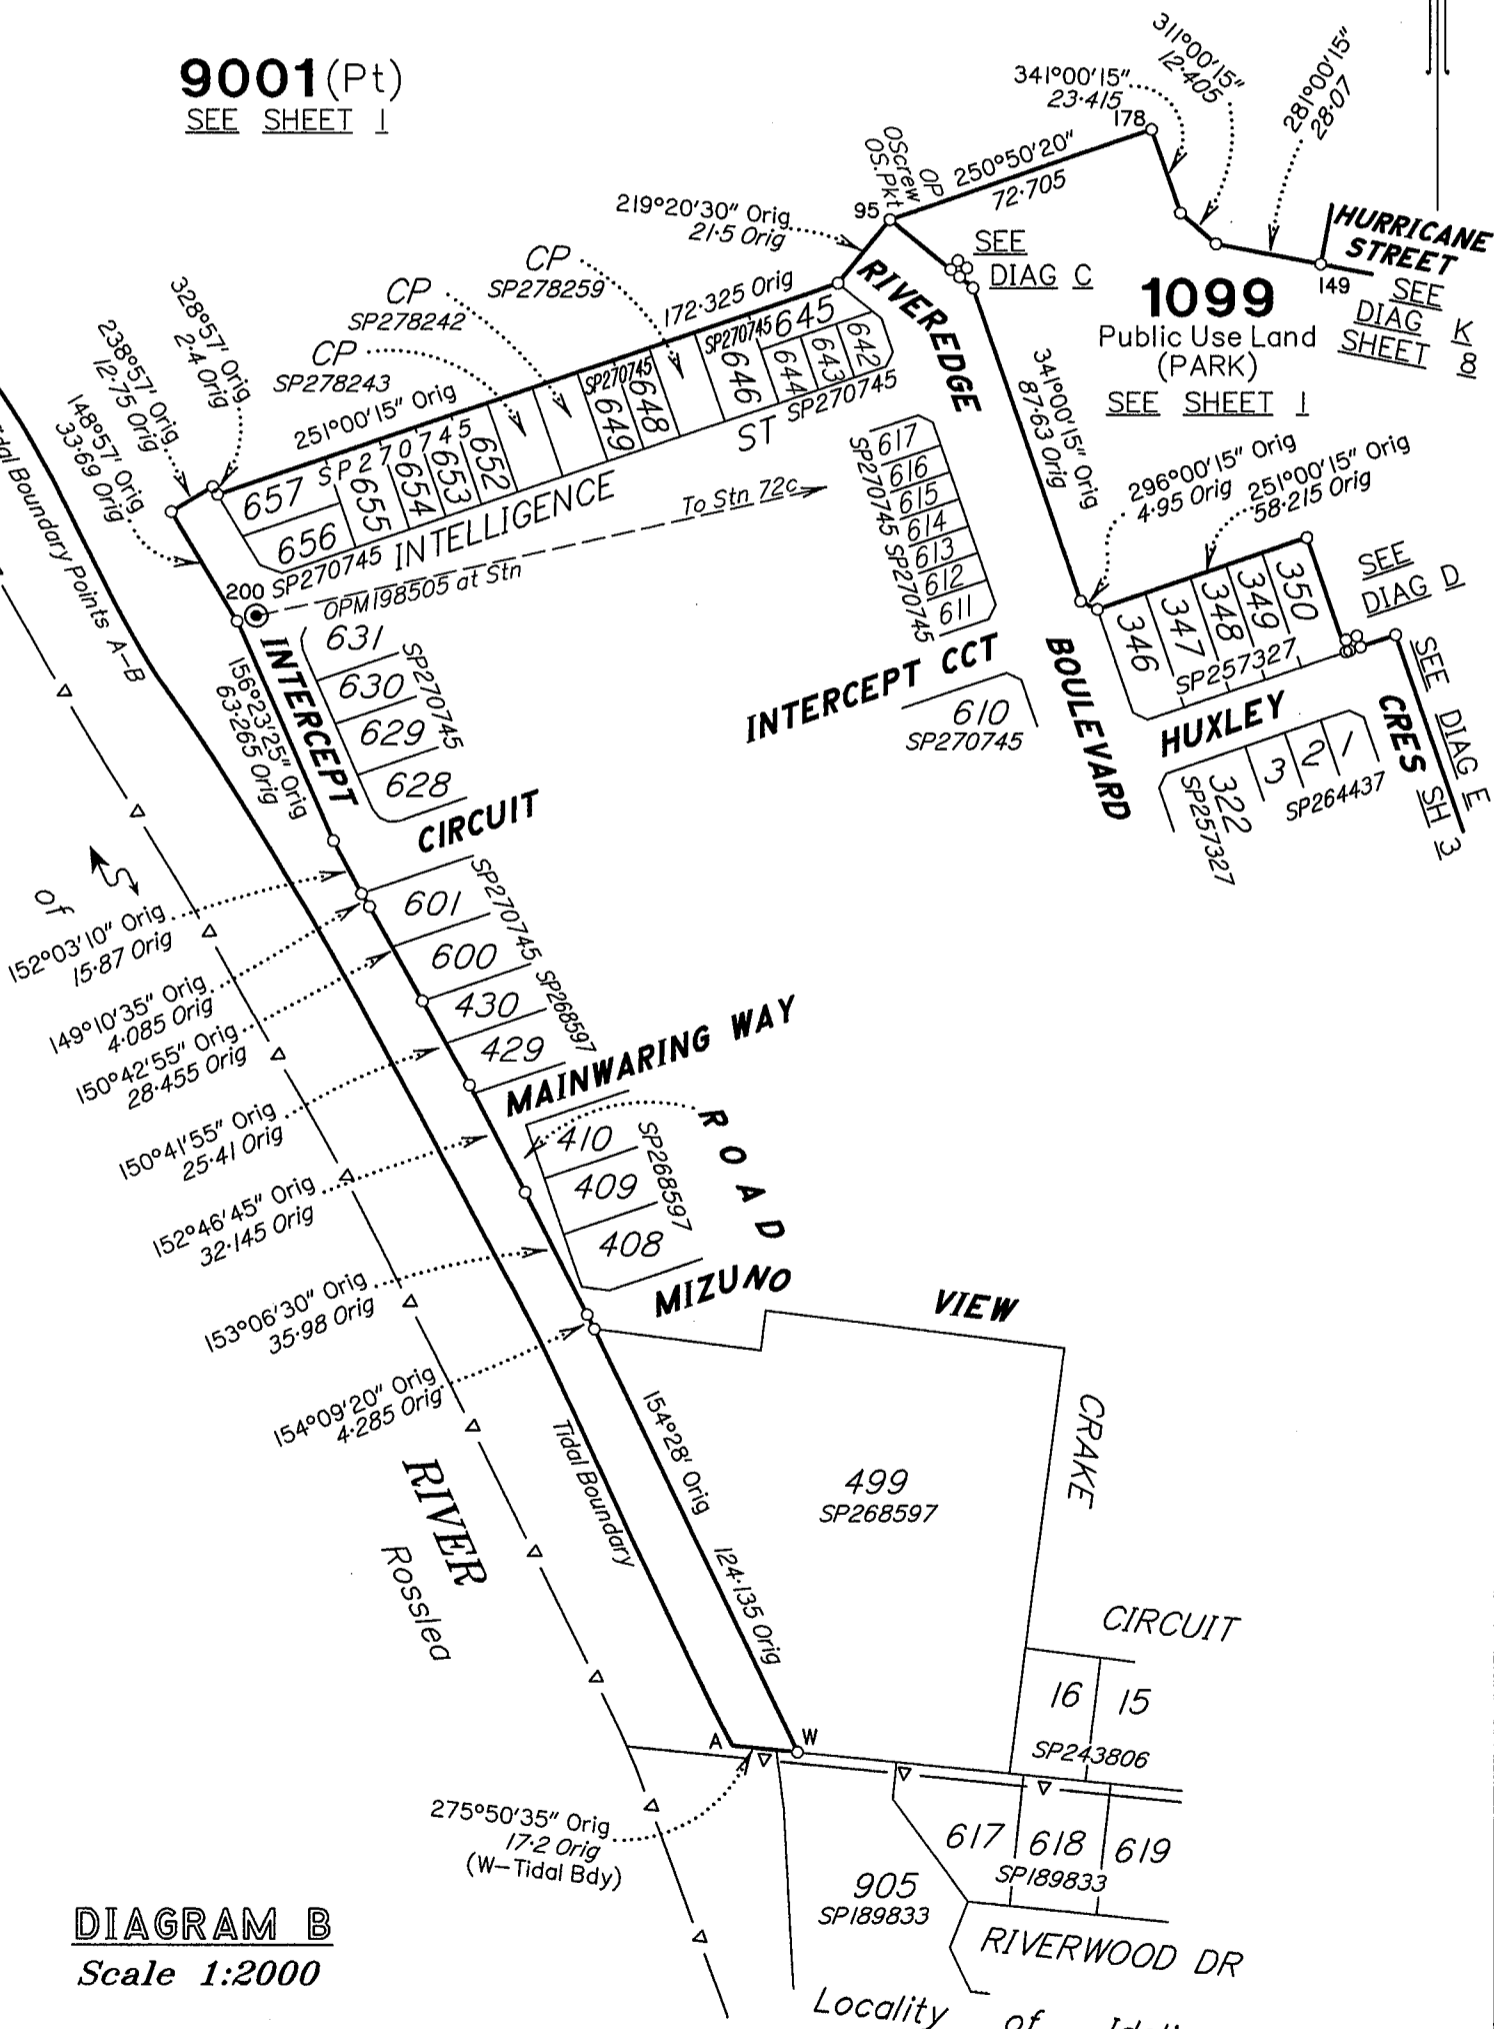 9001(Pt)
SEE SHEET 1
311°00'15"
12·405
341°00'15"
23·415
281°00'15"
28·07
178
OScrew
OS.Pkt
OP
250°50'20"
72·705
95
219°20'30" Orig
21·5 Orig
SEE
DIAG C
HURRICANE
STREET
149
1099
Public Use Land
(PARK)
SEE SHEET 1
SEE
DIAG K
SHEET 8
CP
SP278259
CP
SP278242
CP
SP278243
172·325 Orig
251°00'15" Orig
328°57' Orig
2·4 Orig
238°57' Orig
12·75 Orig
148°57' Orig
33·69 Orig
RIVEREDGE
BOULEVARD
SP270745
645
646
644
643
642
SP270745
SP270745
648
649
SP270745
652
653
654
655
657
656
SP270745
INTELLIGENCE ST
To Stn 72c
OPM198505 at Stn
200
617
616
615
614
613
612
611
SP270745
SP270745
341°00'15" Orig
87·63 Orig
296°00'15" Orig
4·95 Orig
251°00'15" Orig
58·215 Orig
346
347
348
349
350
SP257327
SEE
DIAG D
SEE DIAG E
SH 3
HUXLEY
CRES
322
SP257327
3
2
1
SP264437
INTERCEPT CCT
610
SP270745
Boundary Points A-B
156°23'25" Orig
63·265 Orig
INTERCEPT
CIRCUIT
631
630
629
628
SP270745
of
152°03'10" Orig
15·87 Orig
149°10'35" Orig
4·085 Orig
150°42'55" Orig
28·455 Orig
150°41'55" Orig
25·41 Orig
152°46'45" Orig
32·145 Orig
153°06'30" Orig
35·98 Orig
154°09'20" Orig
4·285 Orig
601
600
SP270745
430
429
SP268597
MAINWARING WAY
ROAD
410
409
408
SP268597
MIZUNO
VIEW
154°28' Orig
124·135 Orig
Tidal Boundary
RIVER
Rosslea
499
SP268597
CRAKE
CIRCUIT
16
15
SP243806
A
W
275°50'35" Orig
17·2 Orig
(W-Tidal Bdy)
617
618
619
SP189833
905
SP189833
RIVERWOOD DR
Locality of
DIAGRAM B
Scale 1:2000